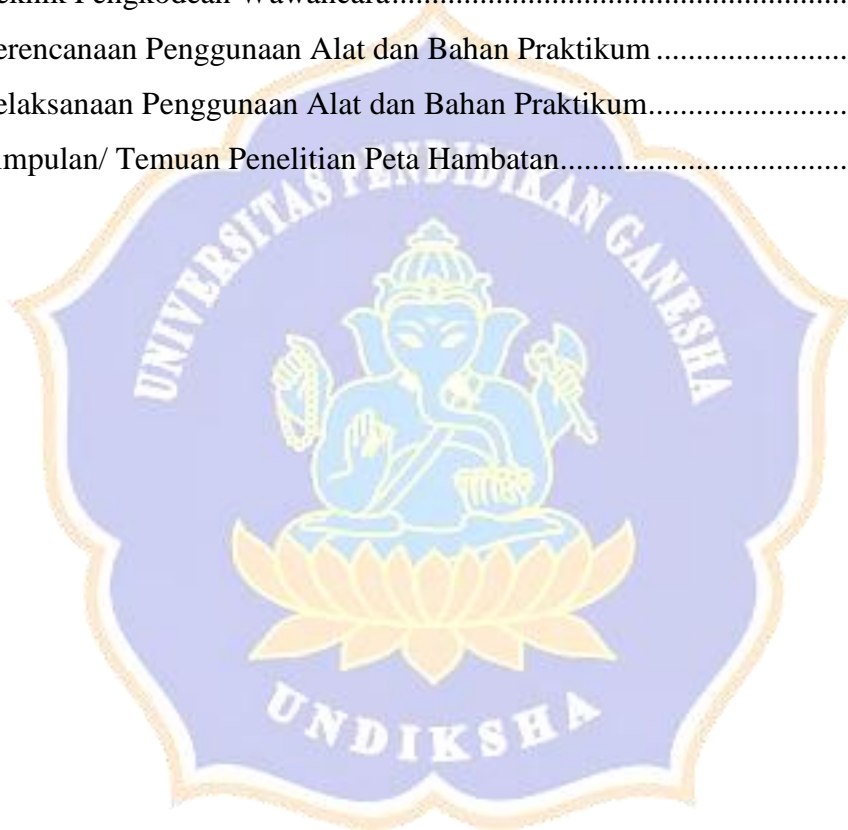 eknik Pengkodean Wawancara..........................................................
erencanaan Penggunaan Alat dan Bahan Praktikum ........................
elaksanaan Penggunaan Alat dan Bahan Praktikum.........................
impulan/ Temuan Penelitian Peta Hambatan....................................
UNIVERSITAS PENDIDIKAN GANESHA
UNDIKSHA